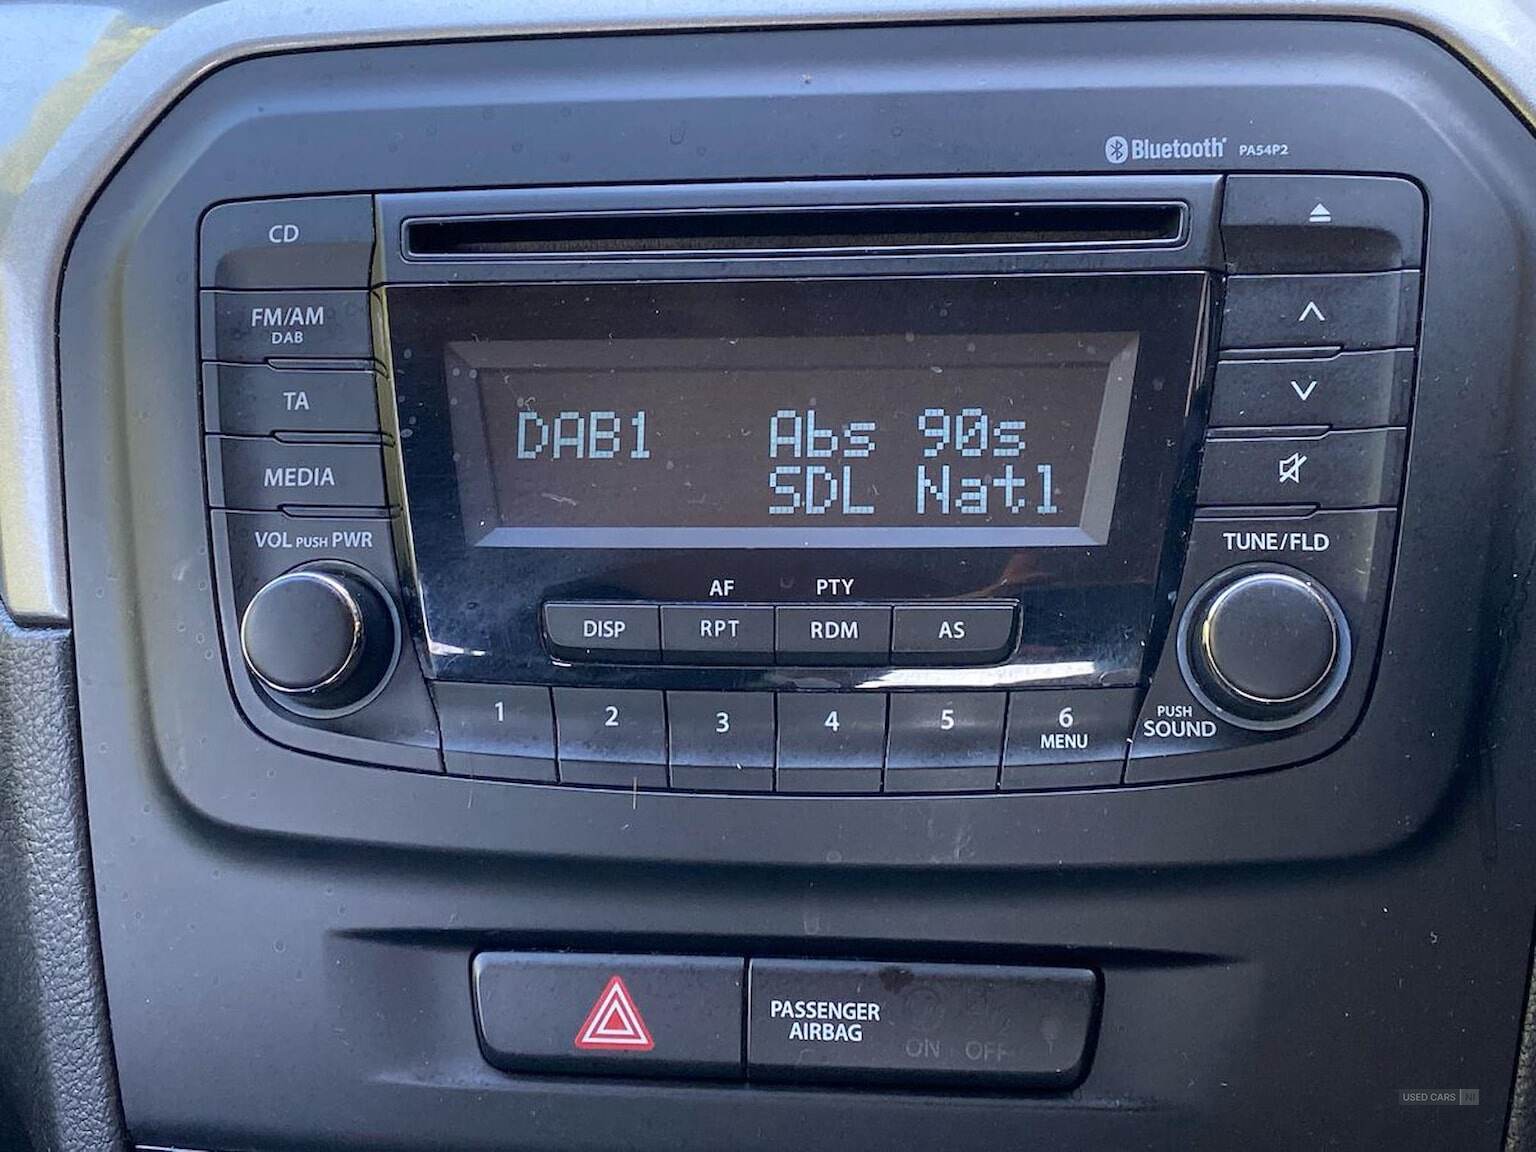 Bluetooth PA54P2
CD
FM/AM
DAB
TA
MEDIA
VOL PUSH PWR
DAB1 Abs 90s
SDL Natl
TUNE/FLD
AF PTY
DISP RPT RDM AS
1 2 3 4 5 6
MENU
PUSH
SOUND
PASSENGER
AIRBAG
ON OFF
USED CARS NI